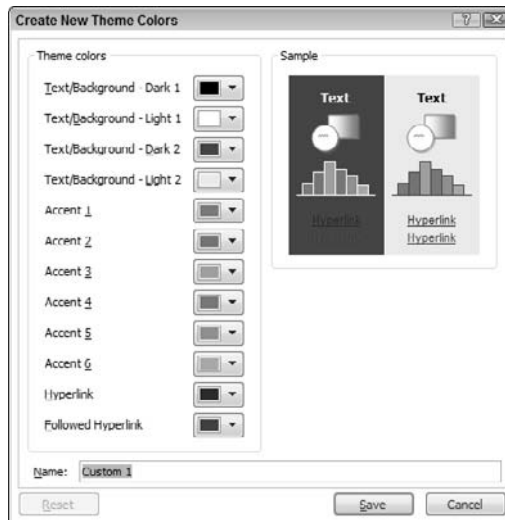 Create New Theme Colors
Theme colors
Text/Background - Dark 1
Text/Background - Light 1
Text/Background - Dark 2
Text/Background - Light 2
Accent 1
Accent 2
Accent 3
Accent 4
Accent 5
Accent 6
Hyperlink
Followed Hyperlink
Sample
Text
Text
Hyperlink
Hyperlink
Hyperlink
Name: Custom 1
Reset
Save
Cancel